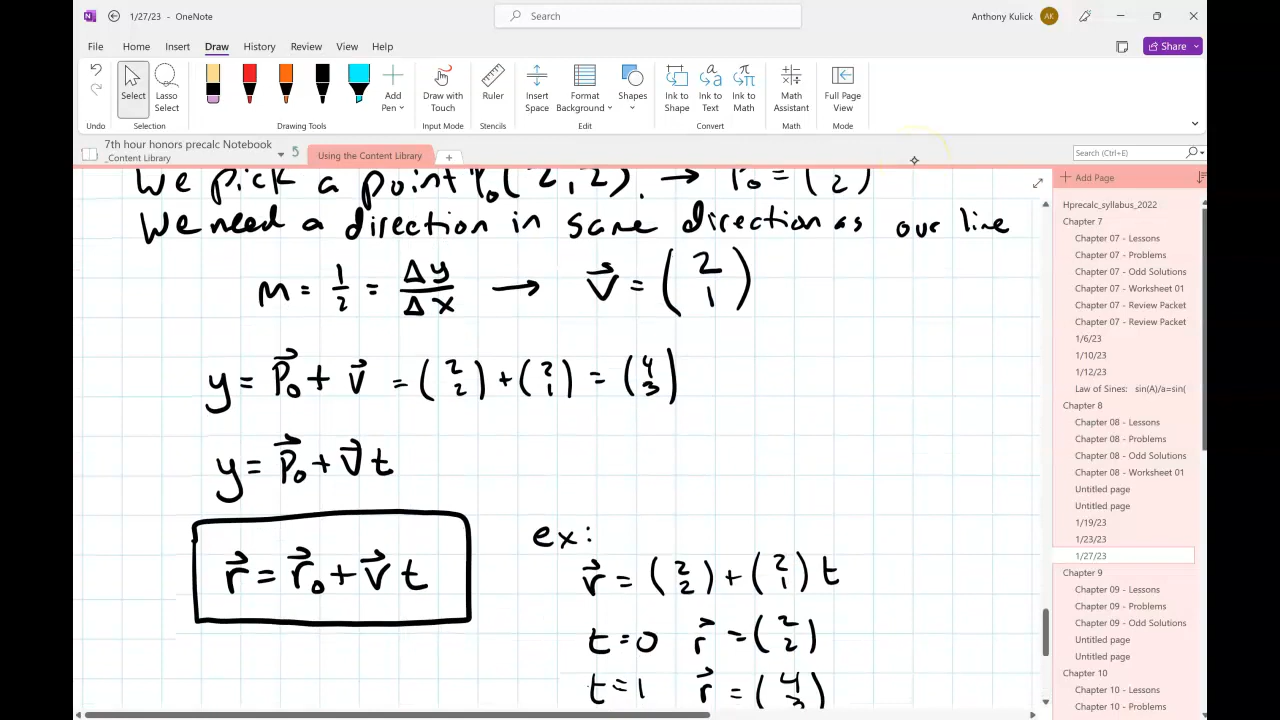 1/27/23 - OneNote
Search
Anthony Kulick
AK
File Home Insert Draw History Review View Help
Share
Select
Lasso Select
Add Pen
Draw with Touch
Ruler
Insert Space
Format Background
Shapes
Ink to Shape
Ink to Text
Ink to Math
Math Assistant
Full Page View
Undo Selection Drawing Tools Input Mode Stencils Edit Convert Math Mode
7th hour honors precalc Notebook
_Content Library
Using the Content Library
Search (Ctrl+E)
We pick a point P₀(2,2). → P₀ = (2)
We need a direction in same direction as our line
m = 1/2 = Δy/Δx → v⃗ = (2 1)
y = P⃗₀ + v⃗ = (2 2) + (2 1) = (4 3)
y = P⃗₀ + v⃗ t
r⃗ = r⃗₀ + v⃗ t
ex:
r⃗ = (2 2) + (2 1) t
t = 0 r⃗ = (2 2)
t = 1 r⃗ = (4 3)
Add Page
Hprecalc_syllabus_2022
Chapter 7
Chapter 07 - Lessons
Chapter 07 - Problems
Chapter 07 - Odd Solutions
Chapter 07 - Worksheet 01
Chapter 07 - Review Packet
Chapter 07 - Review Packet
1/6/23
1/10/23
1/12/23
Law of Sines: sin(A)/a=sin(
Chapter 8
Chapter 08 - Lessons
Chapter 08 - Problems
Chapter 08 - Odd Solutions
Chapter 08 - Worksheet 01
Untitled page
Untitled page
1/19/23
1/23/23
1/27/23
Chapter 9
Chapter 09 - Lessons
Chapter 09 - Problems
Chapter 09 - Odd Solutions
Untitled page
Untitled page
Chapter 10
Chapter 10 - Lessons
Chapter 10 - Problems